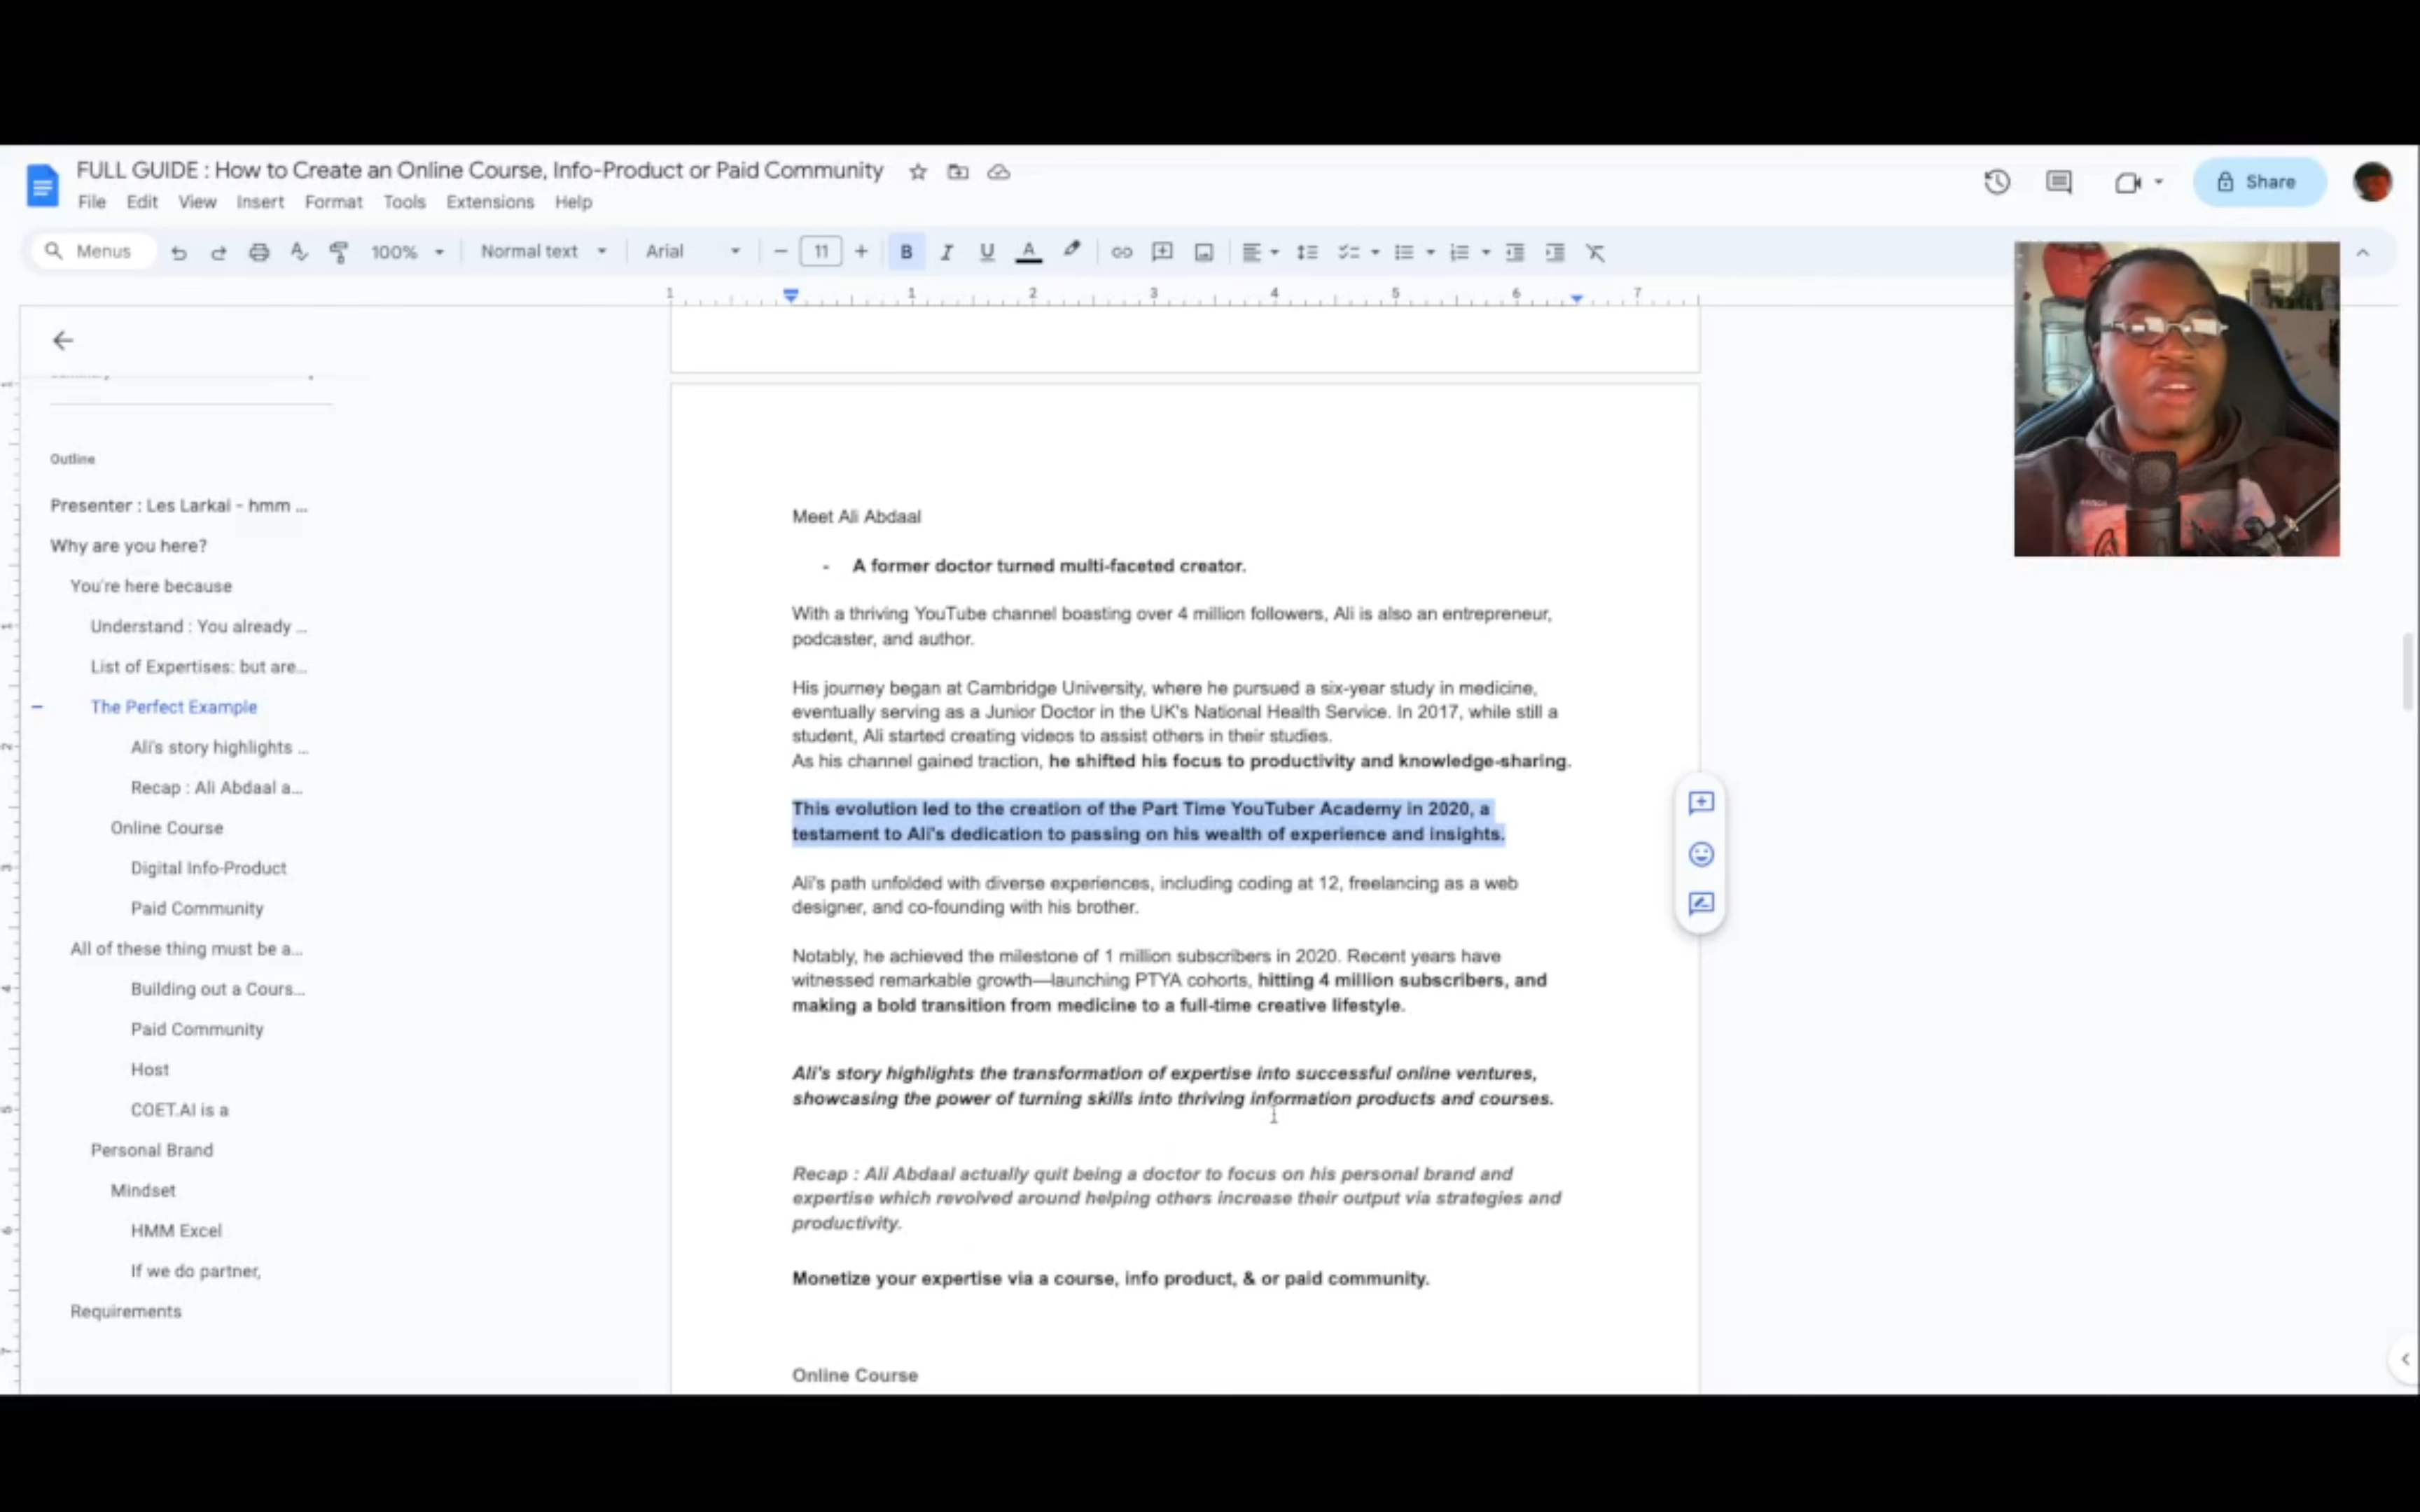 FULL GUIDE : How to Create an Online Course, Info-Product or Paid Community
File Edit View Insert Format Tools Extensions Help
Share
Menus 100% Normal text Arial 11 B I U A
1 1 2 3 4 5 6 7
Outline
Presenter : Les Larkai - hmm ...
Why are you here?
You're here because
Understand : You already ...
List of Expertises: but are...
The Perfect Example
Ali's story highlights ...
Recap : Ali Abdaal a...
Online Course
Digital Info-Product
Paid Community
All of these thing must be a...
Building out a Cours...
Paid Community
Host
COET.AI is a
Personal Brand
Mindset
HMM Excel
If we do partner,
Requirements
Meet Ali Abdaal
- A former doctor turned multi-faceted creator.
With a thriving YouTube channel boasting over 4 million followers, Ali is also an entrepreneur,
podcaster, and author.
His journey began at Cambridge University, where he pursued a six-year study in medicine,
eventually serving as a Junior Doctor in the UK's National Health Service. In 2017, while still a
student, Ali started creating videos to assist others in their studies.
As his channel gained traction, he shifted his focus to productivity and knowledge-sharing.
This evolution led to the creation of the Part Time YouTuber Academy in 2020, a
testament to Ali's dedication to passing on his wealth of experience and insights.
Ali's path unfolded with diverse experiences, including coding at 12, freelancing as a web
designer, and co-founding with his brother.
Notably, he achieved the milestone of 1 million subscribers in 2020. Recent years have
witnessed remarkable growth—launching PTYA cohorts, hitting 4 million subscribers, and
making a bold transition from medicine to a full-time creative lifestyle.
Ali's story highlights the transformation of expertise into successful online ventures,
showcasing the power of turning skills into thriving information products and courses.
Recap : Ali Abdaal actually quit being a doctor to focus on his personal brand and
expertise which revolved around helping others increase their output via strategies and
productivity.
Monetize your expertise via a course, info product, & or paid community.
Online Course